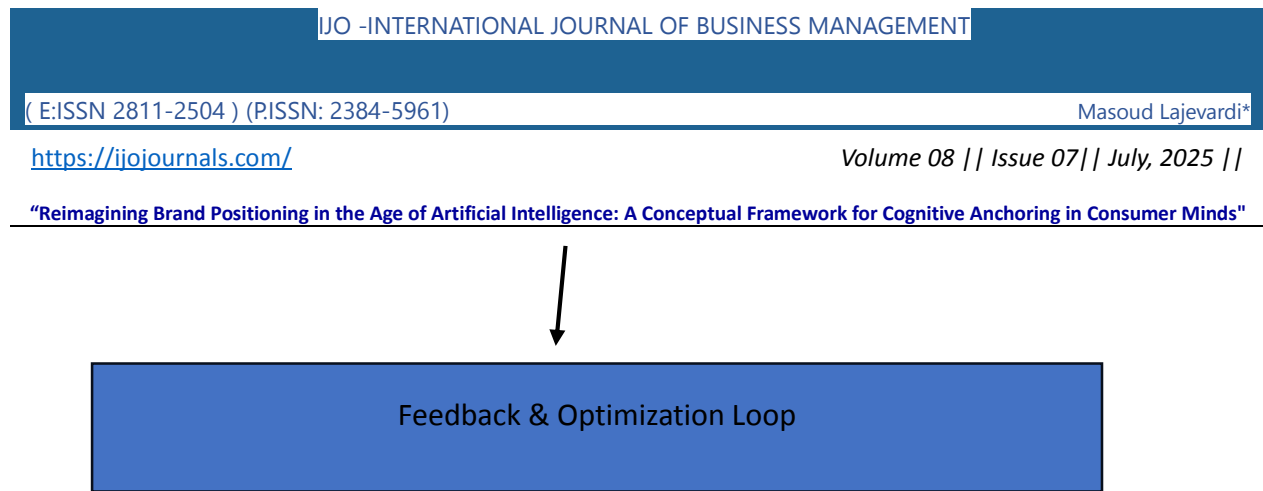 IJO -INTERNATIONAL JOURNAL OF BUSINESS MANAGEMENT
( E:ISSN 2811-2504 ) (P.ISSN: 2384-5961) Masoud Lajevardi*
https://ijojournals.com/ Volume 08 || Issue 07|| July, 2025 ||
“Reimagining Brand Positioning in the Age of Artificial Intelligence: A Conceptual Framework for Cognitive Anchoring in Consumer Minds"
Feedback & Optimization Loop